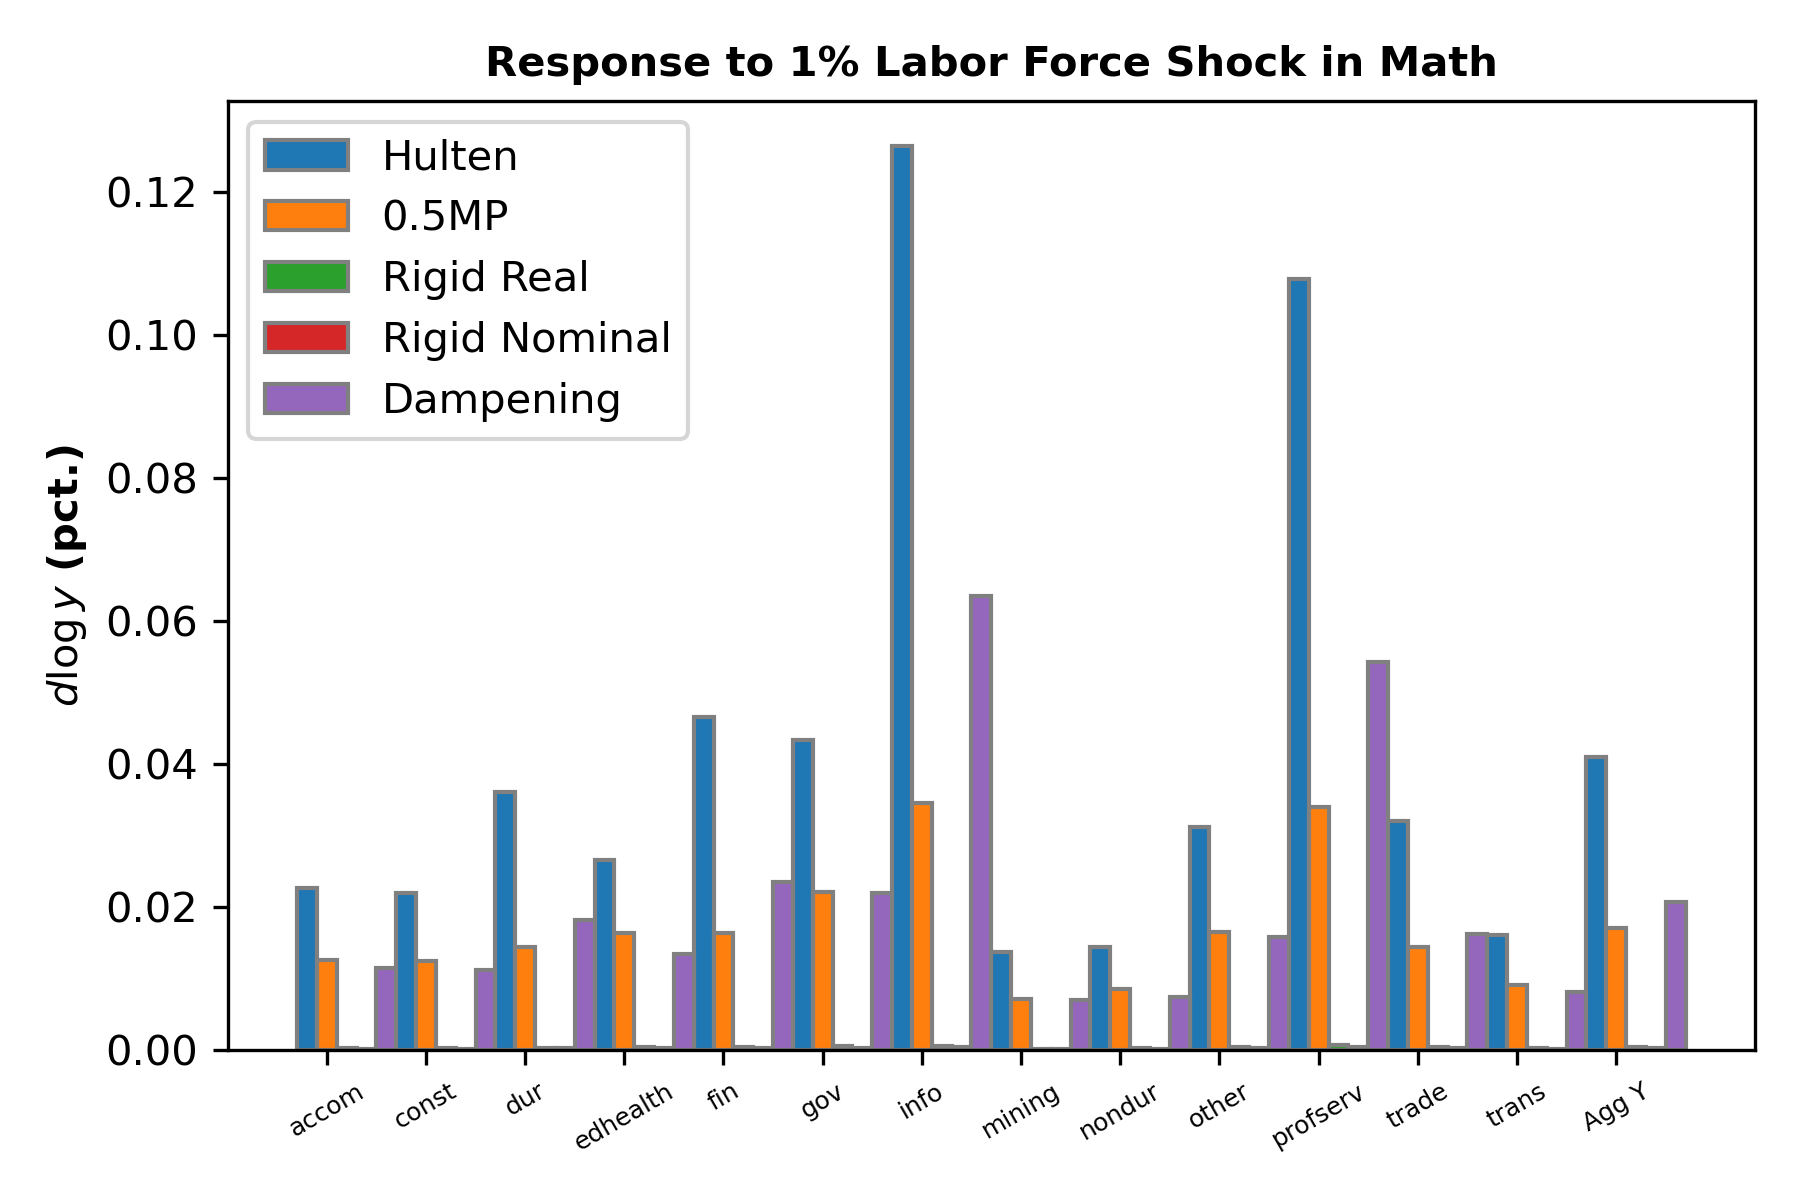 Response to 1% Labor Force Shock in Math
Hulten
0.5MP
Rigid Real
Rigid Nominal
Dampening
dlog y (pct.)
0.12
0.10
0.08
0.06
0.04
0.02
0.00
accom
const
dur
edhealth
fin
gov
info
mining
nondur
other
profserv
trade
trans
Agg Y